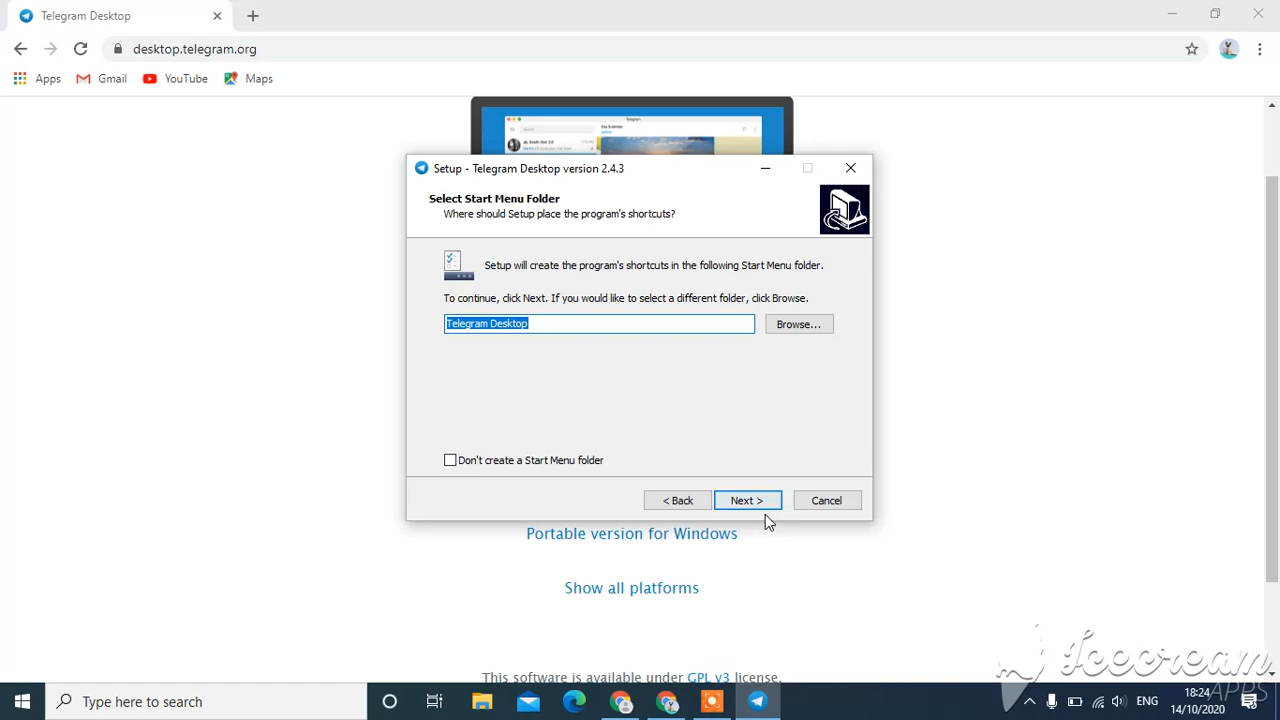 Telegram Desktop
desktop.telegram.org
Apps
Gmail
YouTube
Maps
Telegram
Search
Setup - Telegram Desktop version 2.4.3
Select Start Menu Folder
Where should Setup place the program's shortcuts?
Setup will create the program's shortcuts in the following Start Menu folder.
To continue, click Next. If you would like to select a different folder, click Browse.
Telegram Desktop
Browse...
Don't create a Start Menu folder
< Back
Next >
Cancel
Portable version for Windows
Show all platforms
This software is available under GPL v3 license.
Icecream
APPS
Type here to search
ENG
18:24
14/10/2020